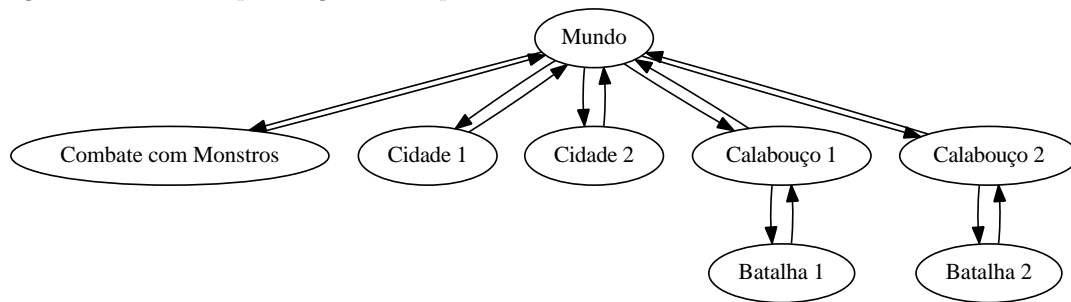 Mundo
Combate com Monstros
Cidade 1
Cidade 2
Calabouço 1
Calabouço 2
Batalha 1
Batalha 2